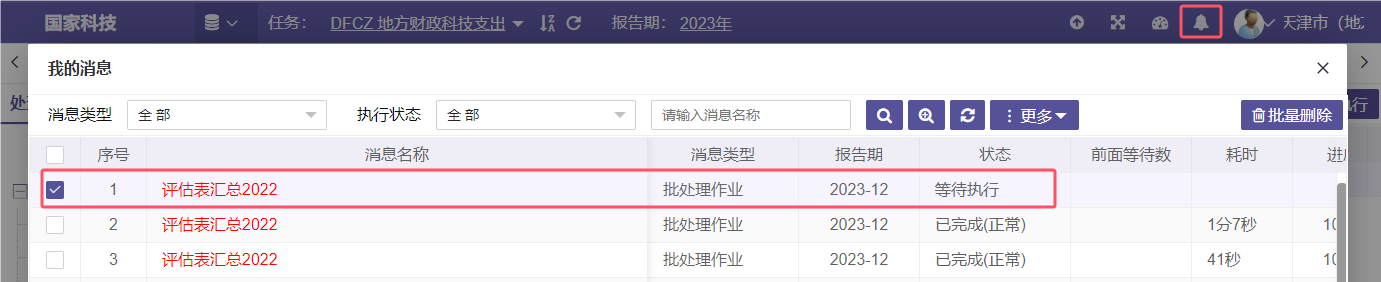 国家科技 任务: DFCZ 地方财政科技支出 报告期: 2023年 天津市（地
我的消息
处 行
消息类型 全部 执行状态 全部 请输入消息名称 更多 批量删除
序号 消息名称 消息类型 报告期 状态 前面等待数 耗时 进
1 评估表汇总2022 批处理作业 2023-12 等待执行
2 评估表汇总2022 批处理作业 2023-12 已完成(正常) 1分7秒 10
3 评估表汇总2022 批处理作业 2023-12 已完成(正常) 41秒 10